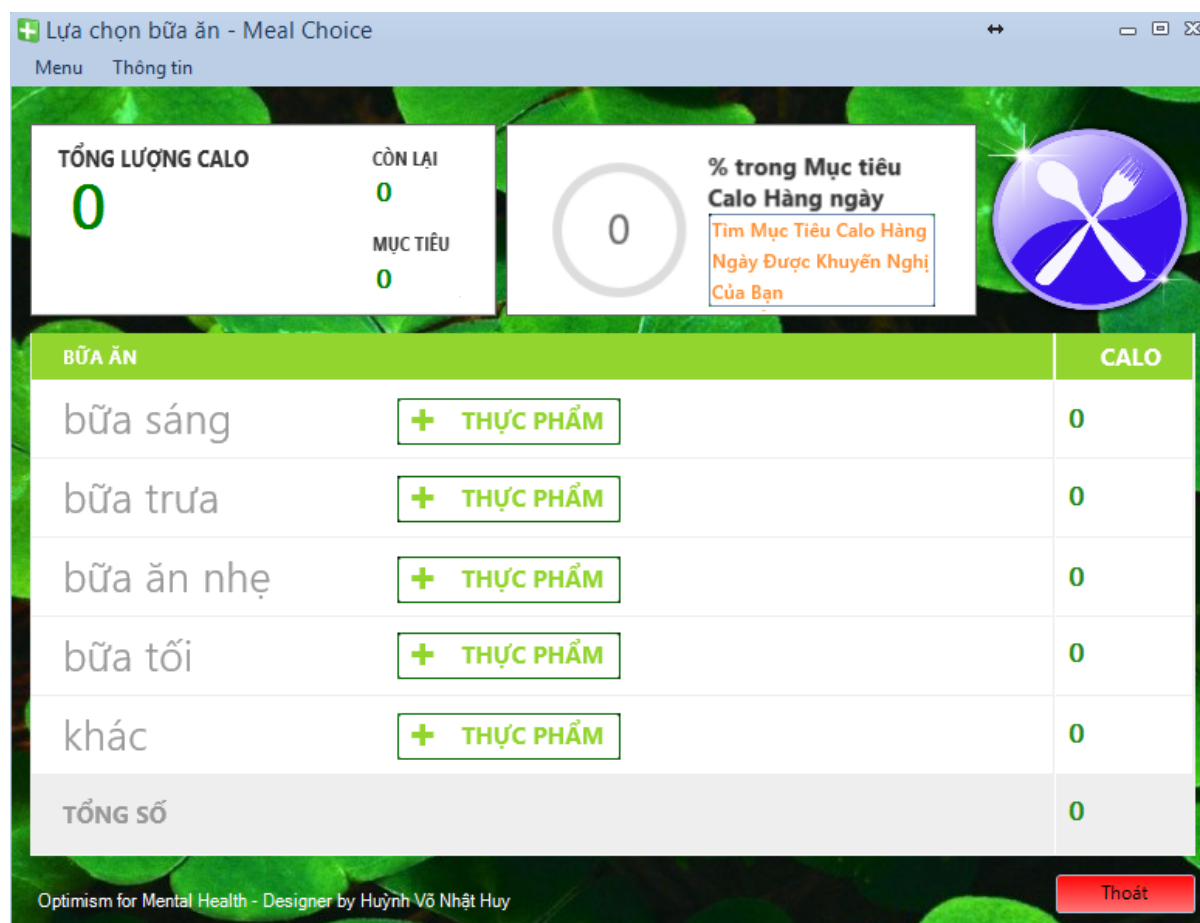 Lựa chọn bữa ăn - Meal Choice
Menu Thông tin
TỔNG LƯỢNG CALO
0
CÒN LẠI
0
MỤC TIÊU
0
0
% trong Mục tiêu
Calo Hàng ngày
Tìm Mục Tiêu Calo Hàng
Ngày Được Khuyến Nghị
Của Bạn
BỮA ĂN CALO
bữa sáng + THỰC PHẨM 0
bữa trưa + THỰC PHẨM 0
bữa ăn nhẹ + THỰC PHẨM 0
bữa tối + THỰC PHẨM 0
khác + THỰC PHẨM 0
TỔNG SỐ 0
Optimism for Mental Health - Designer by Huỳnh Võ Nhật Huy
Thoát